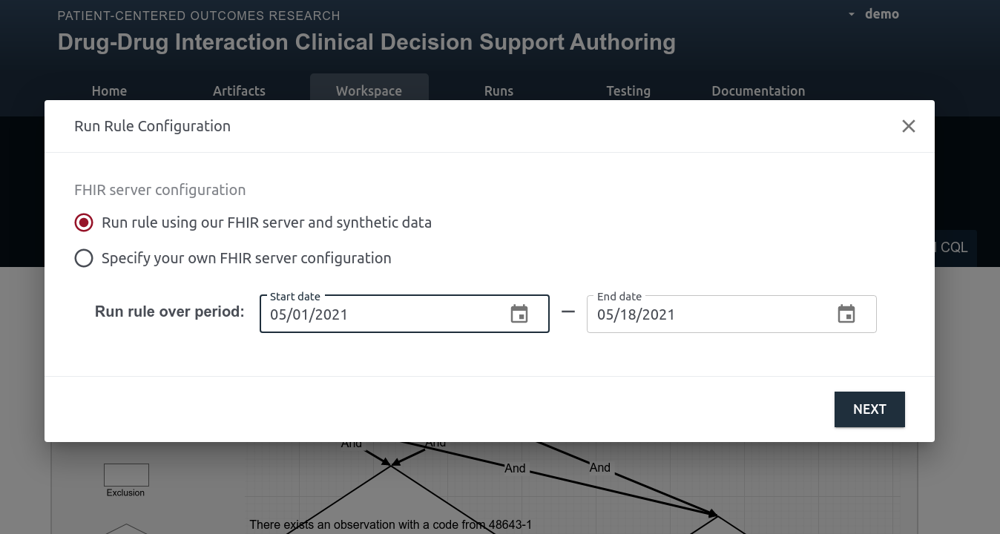 PATIENT-CENTERED OUTCOMES RESEARCH
demo
Drug-Drug Interaction Clinical Decision Support Authoring
Home Artifacts Workspace Runs Testing Documentation
Run Rule Configuration
FHIR server configuration
Run rule using our FHIR server and synthetic data
Specify your own FHIR server configuration
CQL
Start date End date
Run rule over period: 05/01/2021 — 05/18/2021
NEXT
And And
And And
Exclusion
There exists an observation with a code from 48643-1